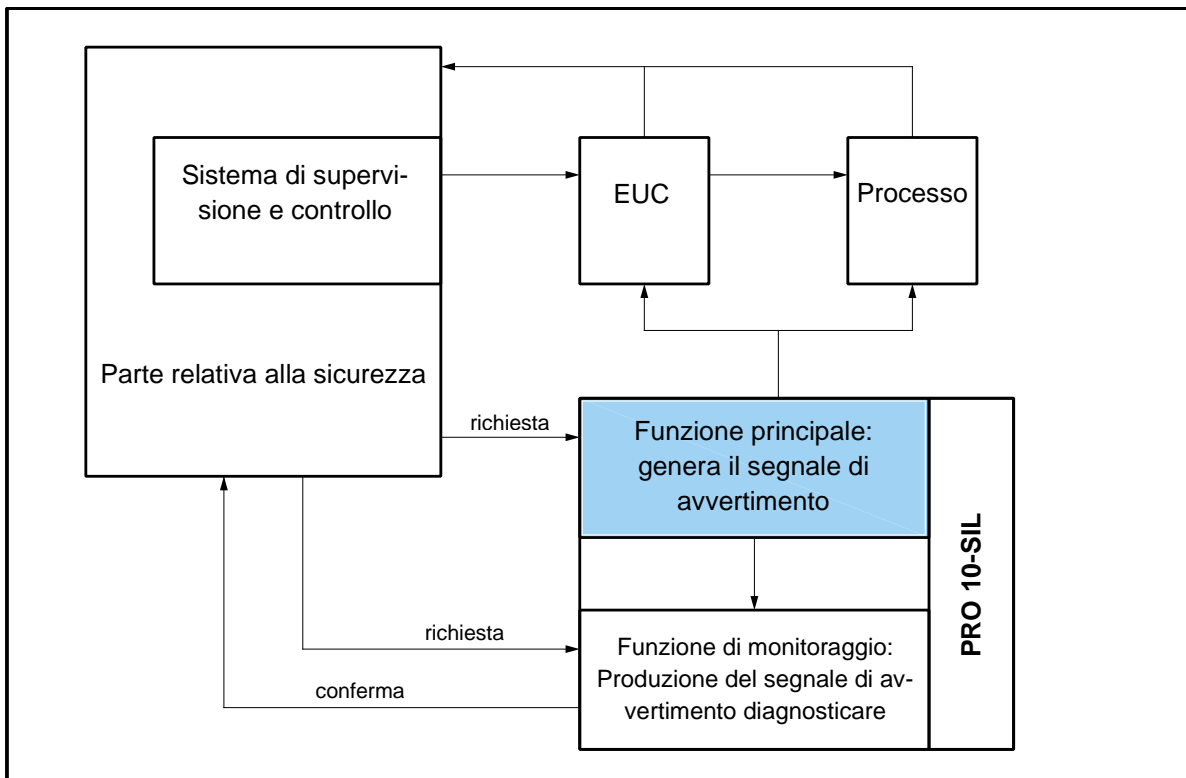 Sistema di supervi-
sione e controllo
EUC
Processo
Parte relativa alla sicurezza
richiesta
Funzione principale:
genera il segnale di
avvertimento
PRO 10-SIL
richiesta
Funzione di monitoraggio:
Produzione del segnale di av-
vertimento diagnosticare
conferma